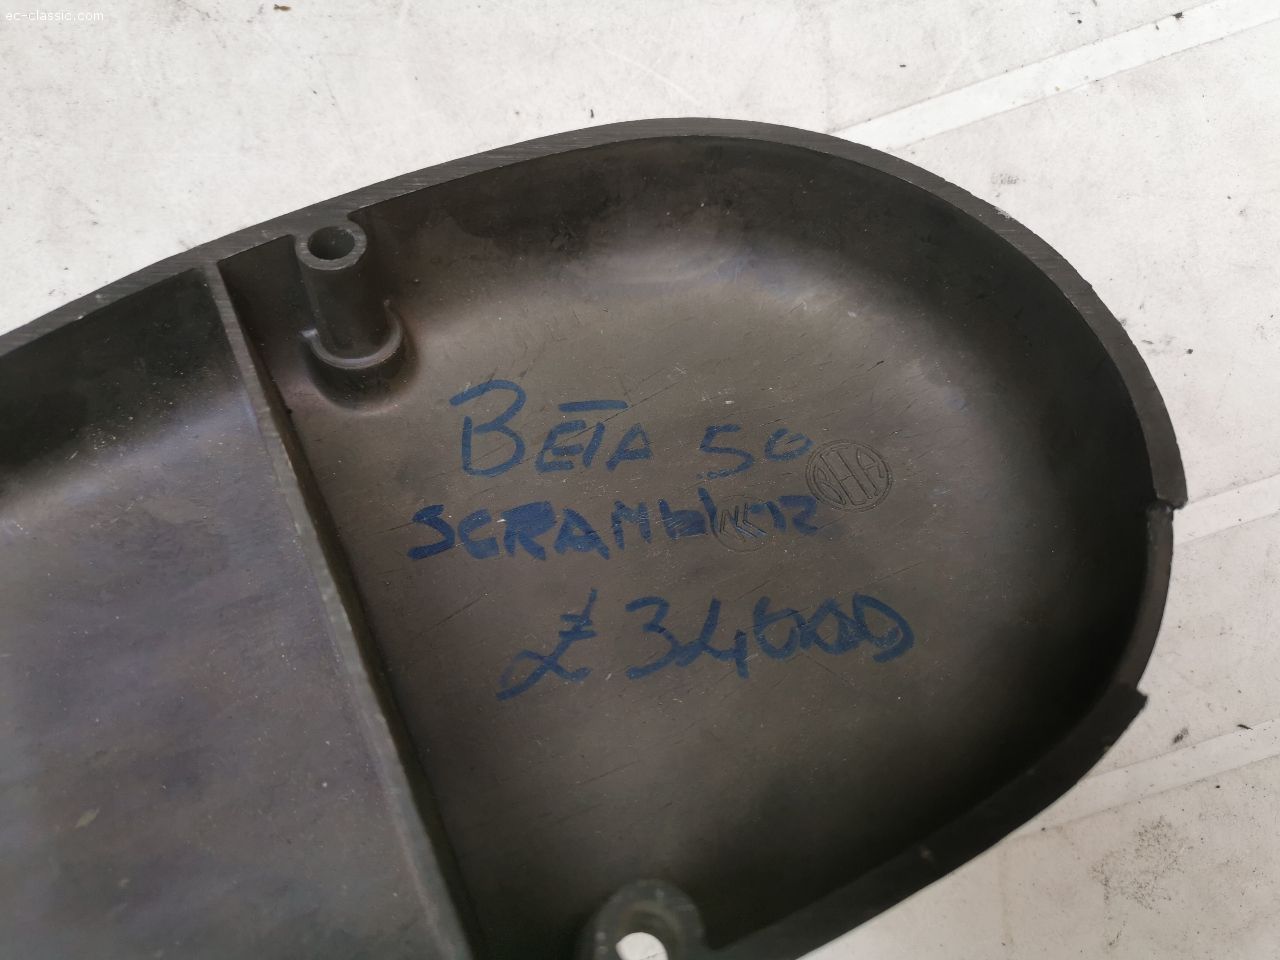 ec-classic.com
BETA 50
BETA
SCRAMBLER
£ 34000